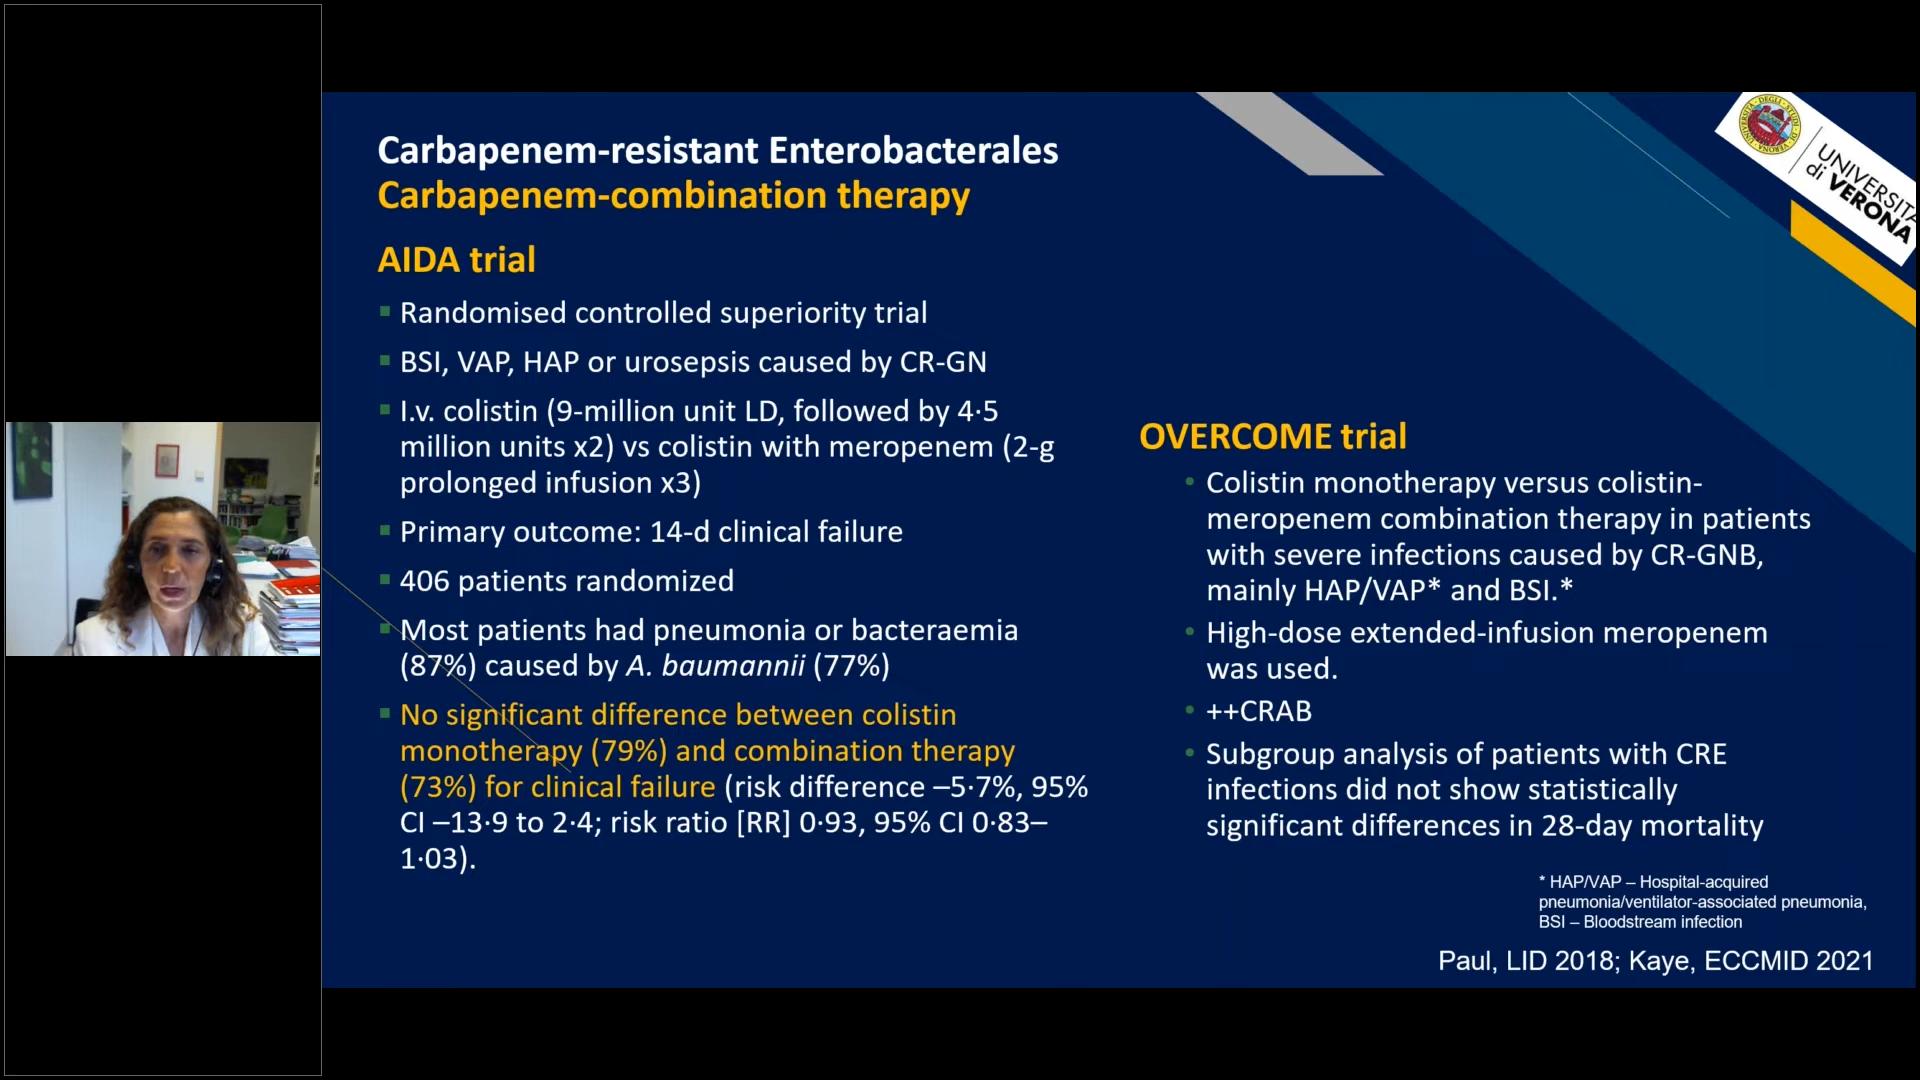 Carbapenem-resistant Enterobacterales
Carbapenem-combination therapy
AIDA trial
Randomised controlled superiority trial
BSI, VAP, HAP or urosepsis caused by CR-GN
I.v. colistin (9-million unit LD, followed by 4·5
million units x2) vs colistin with meropenem (2-g
prolonged infusion x3)
Primary outcome: 14-d clinical failure
406 patients randomized
Most patients had pneumonia or bacteraemia
(87%) caused by A. baumannii (77%)
No significant difference between colistin
monotherapy (79%) and combination therapy
(73%) for clinical failure (risk difference –5·7%, 95%
CI –13·9 to 2·4; risk ratio [RR] 0·93, 95% CI 0·83–
1·03).
OVERCOME trial
Colistin monotherapy versus colistin-
meropenem combination therapy in patients
with severe infections caused by CR-GNB,
mainly HAP/VAP* and BSI.*
High-dose extended-infusion meropenem
was used.
++CRAB
Subgroup analysis of patients with CRE
infections did not show statistically
significant differences in 28-day mortality
* HAP/VAP – Hospital-acquired
pneumonia/ventilator-associated pneumonia,
BSI – Bloodstream infection
Paul, LID 2018; Kaye, ECCMID 2021
UNIVERSITÀ
di VERONA